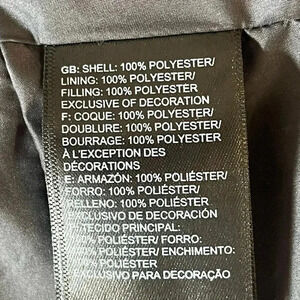 GB: SHELL: 100% POLYESTER/
LINING: 100% POLYESTER/
FILLING: 100% POLYESTER
EXCLUSIVE OF DECORATION
F: COQUE: 100% POLYESTER/
DOUBLURE: 100% POLYESTER/
BOURRAGE: 100% POLYESTER
À L'EXCEPTION DES
DÉCORATIONS
E: ARMAZÓN: 100% POLIÉSTER/
FORRO: 100% POLIÉSTER/
RELLENO: 100% POLIÉSTER
EXCLUSIVO DE DECORACIÓN
P: TECIDO PRINCIPAL:
100% POLIÉSTER/ FORRO:
100% POLIÉSTER/ ENCHIMENTO:
100% POLIÉSTER
EXCLUSIVO PARA DECORAÇÃO